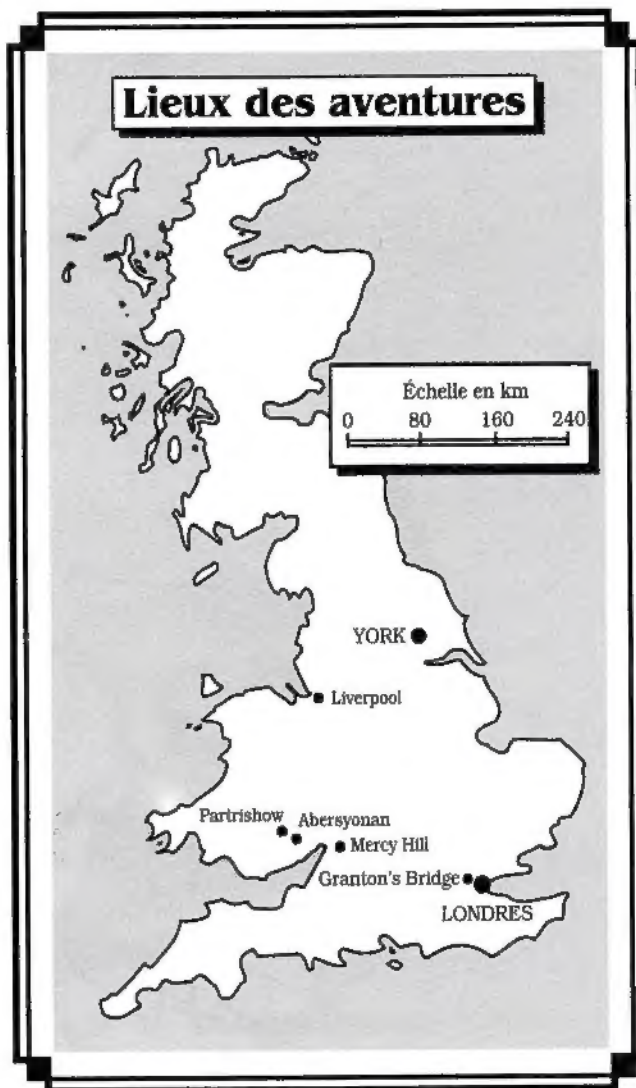 Lieux des aventures
Échelle en km
0 80 160 240
YORK
Liverpool
Partrishow
Abersyonan
Mercy Hill
Granton's Bridge
LONDRES